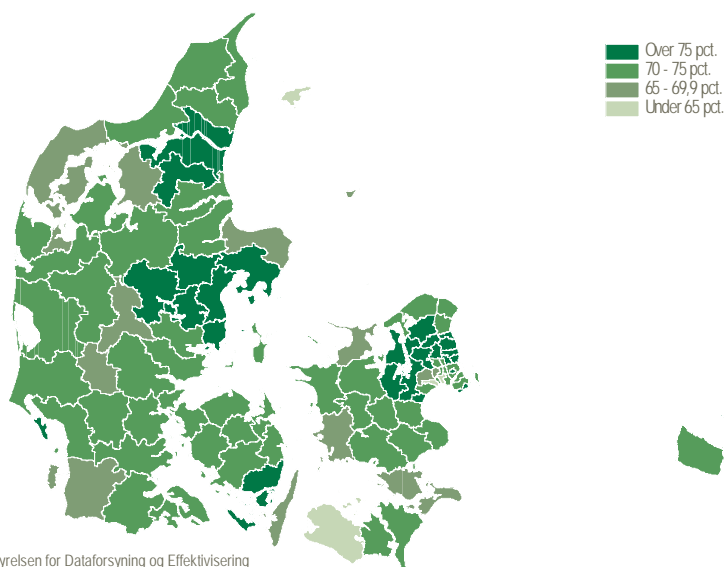 Over 75 pct.
70 - 75 pct.
65 - 69,9 pct.
Under 65 pct.
yrelsen for Dataforsyning og Effektivisering